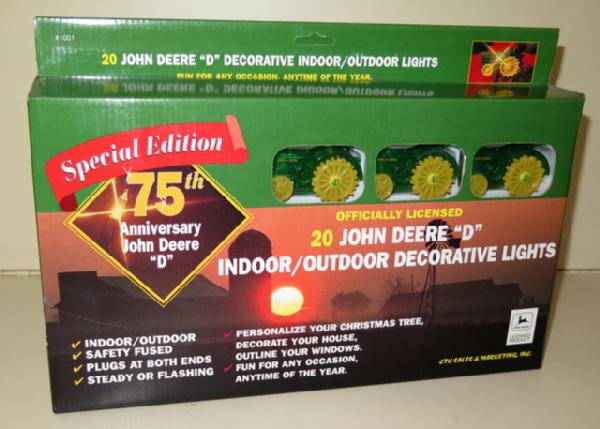 #1001
20 JOHN DEERE "D" DECORATIVE INDOOR/OUTDOOR LIGHTS
FUN FOR ANY OCCASION. ANYTIME OF THE YEAR.
Special Edition
75th
Anniversary
John Deere
"D"
OFFICIALLY LICENSED
20 JOHN DEERE "D"
INDOOR/OUTDOOR DECORATIVE LIGHTS
✓ INDOOR/OUTDOOR
✓ SAFETY FUSED
✓ PLUGS AT BOTH ENDS
✓ STEADY OR FLASHING
✓ PERSONALIZE YOUR CHRISTMAS TREE,
DECORATE YOUR HOUSE,
OUTLINE YOUR WINDOWS.
✓ FUN FOR ANY OCCASION,
ANYTIME OF THE YEAR.
LICENSED
PRODUCT
SALES & MARKETING, INC.